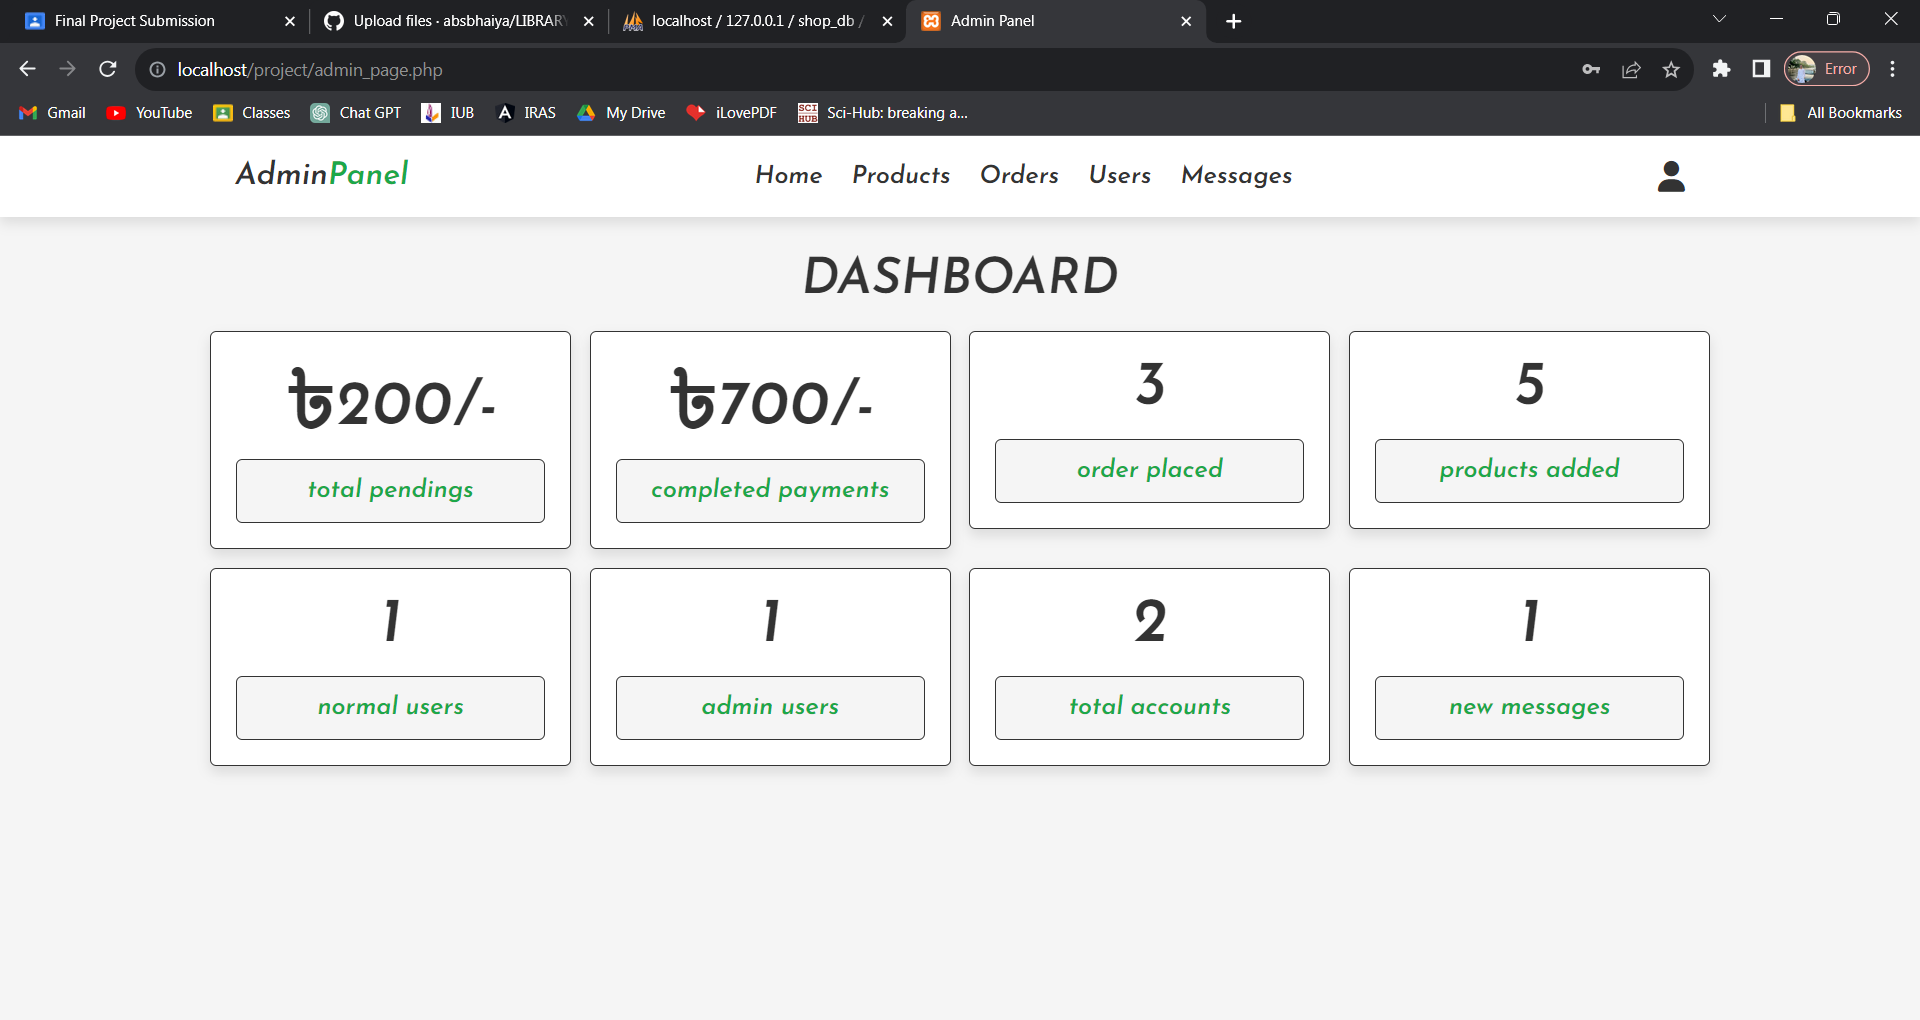 Final Project Submission
Upload files · absbhaiya/LIBRARY
localhost / 127.0.0.1 / shop_db /
Admin Panel
localhost/project/admin_page.php
Error
Gmail
YouTube
Classes
Chat GPT
IUB
IRAS
My Drive
iLovePDF
SCI HUB
Sci-Hub: breaking a...
All Bookmarks
AdminPanel
Home
Products
Orders
Users
Messages
DASHBOARD
৳200/-
total pendings
৳700/-
completed payments
3
order placed
5
products added
1
normal users
1
admin users
2
total accounts
1
new messages